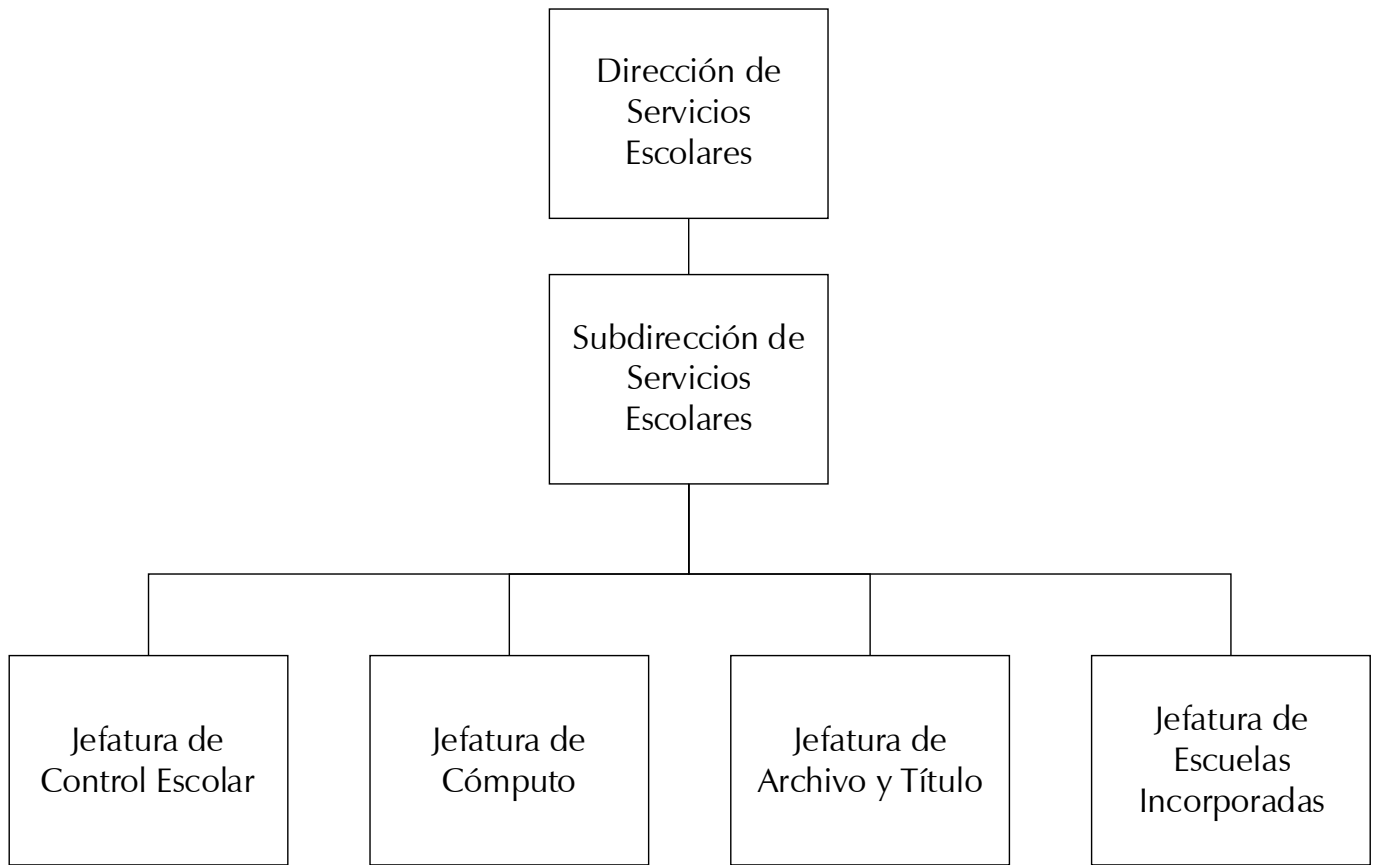 Dirección de
Servicios
Escolares
Subdirección de
Servicios
Escolares
Jefatura de
Control Escolar
Jefatura de
Cómputo
Jefatura de
Archivo y Título
Jefatura de
Escuelas
Incorporadas